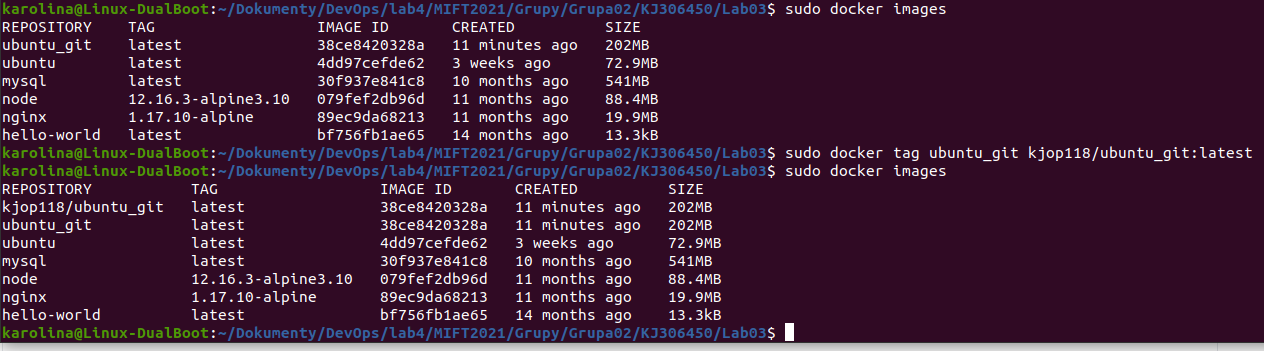 karolina@Linux-DualBoot:~/Dokumenty/DevOps/lab4/MIFT2021/Grupy/Grupa02/KJ306450/Lab03$ sudo docker images
REPOSITORY    TAG                 IMAGE ID       CREATED          SIZE
ubuntu_git    latest              38ce8420328a   11 minutes ago   202MB
ubuntu        latest              4dd97cefde62   3 weeks ago      72.9MB
mysql         latest              30f937e841c8   10 months ago    541MB
node          12.16.3-alpine3.10  079fef2db96d   11 months ago    88.4MB
nginx         1.17.10-alpine      89ec9da68213   11 months ago    19.9MB
hello-world   latest              bf756fb1ae65   14 months ago    13.3kB
karolina@Linux-DualBoot:~/Dokumenty/DevOps/lab4/MIFT2021/Grupy/Grupa02/KJ306450/Lab03$ sudo docker tag ubuntu_git kjop118/ubuntu_git:latest
karolina@Linux-DualBoot:~/Dokumenty/DevOps/lab4/MIFT2021/Grupy/Grupa02/KJ306450/Lab03$ sudo docker images
REPOSITORY           TAG                 IMAGE ID       CREATED          SIZE
kjop118/ubuntu_git   latest              38ce8420328a   11 minutes ago   202MB
ubuntu_git           latest              38ce8420328a   11 minutes ago   202MB
ubuntu               latest              4dd97cefde62   3 weeks ago      72.9MB
mysql                latest              30f937e841c8   10 months ago    541MB
node                 12.16.3-alpine3.10  079fef2db96d   11 months ago    88.4MB
nginx                1.17.10-alpine      89ec9da68213   11 months ago    19.9MB
hello-world          latest              bf756fb1ae65   14 months ago    13.3kB
karolina@Linux-DualBoot:~/Dokumenty/DevOps/lab4/MIFT2021/Grupy/Grupa02/KJ306450/Lab03$